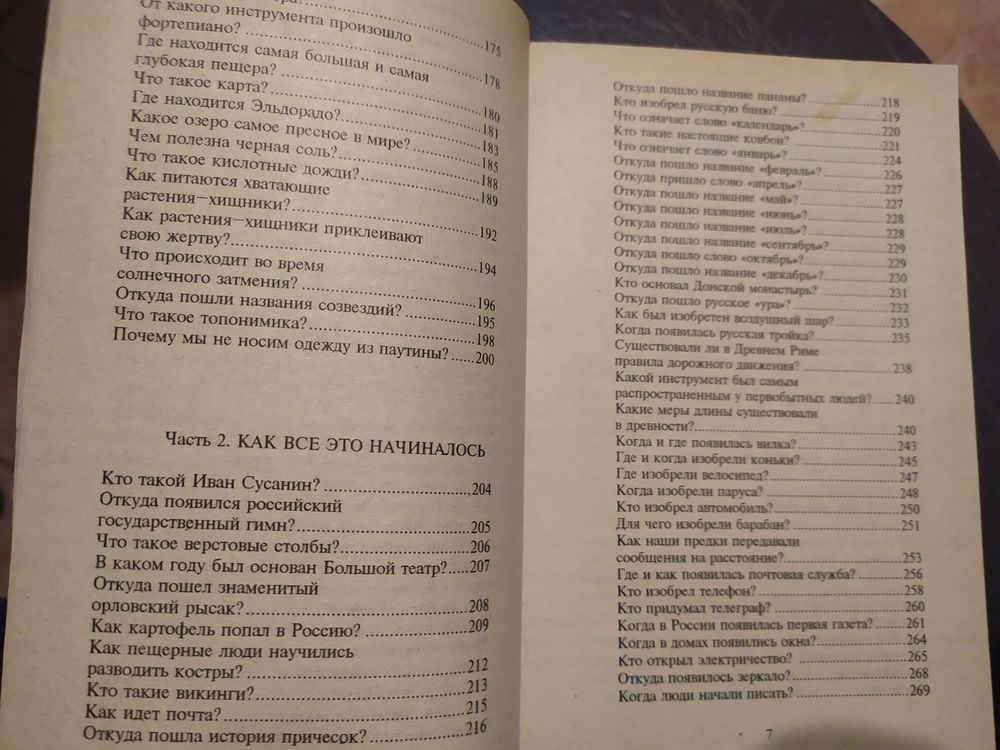 От какого инструмента произошло
фортепиано?..........175
Где находится самая большая и самая
глубокая пещера?..........178
Что такое карта?..........180
Где находится Эльдорадо?..........181
Какое озеро самое пресное в мире?..........183
Чем полезна черная соль?..........185
Что такое кислотные дожди?..........188
Как питаются хватающие..........189
растения—хищники?..........192
Как растения—хищники приклеивают
свою жертву?..........194
Что происходит во время
солнечного затмения?..........196
Откуда пошли названия созвездий?..........195
Что такое топонимика?..........198
Почему мы не носим одежду из паутины?.....200
Часть 2. КАК ВСЕ ЭТО НАЧИНАЛОСЬ
Кто такой Иван Сусанин?..........204
Откуда появился российский
государственный гимн?..........205
Что такое верстовые столбы?..........206
В каком году был основан Большой театр?.....207
Откуда пошел знаменитый
орловский рысак?..........208
Как картофель попал в Россию?..........209
Как пещерные люди научились
разводить костры?..........212
Кто такие викинги?..........213
Как идет почта?..........215
Откуда пошла история причесок?..........216
Откуда пошло название панамы?..........218
Кто изобрел русскую баню?..........219
Что означает слово «календарь»?..........220
Кто такие настоящие ковбои?..........221
Что означает слово «январь»?..........224
Откуда пошло название «февраль»?..........226
Откуда пришло слово «апрель»?..........227
Откуда пошло название «май»?..........227
Откуда пошло название «июнь»?..........228
Откуда пошло название «июль»?..........228
Откуда пошло название «сентябрь»?..........229
Откуда пошло слово «октябрь»?..........229
Откуда пошло название «декабрь»?..........230
Кто основал Донской монастырь?..........231
Откуда пошло русское «ура»?..........232
Как был изобретен воздушный шар?..........233
Когда появилась русская тройка?..........235
Существовали ли в Древнем Риме
правила дорожного движения?..........238
Какой инструмент был самым
распространенным у первобытных людей?.....240
Какие меры длины существовали
в древности?..........240
Когда и где появилась вилка?..........243
Где и когда изобрели коньки?..........245
Где изобрели велосипед?..........247
Когда изобрели паруса?..........248
Кто изобрел автомобиль?..........250
Для чего изобрели барабан?..........251
Как наши предки передавали
сообщения на расстояние?..........253
Где и как появилась почтовая служба?..........256
Кто изобрел телефон?..........258
Кто придумал телеграф?..........260
Когда в России появилась первая газета?.....261
Когда в домах появились окна?..........264
Кто открыл электричество?..........265
Откуда появилось зеркало?..........268
Когда люди начали писать?..........269
7